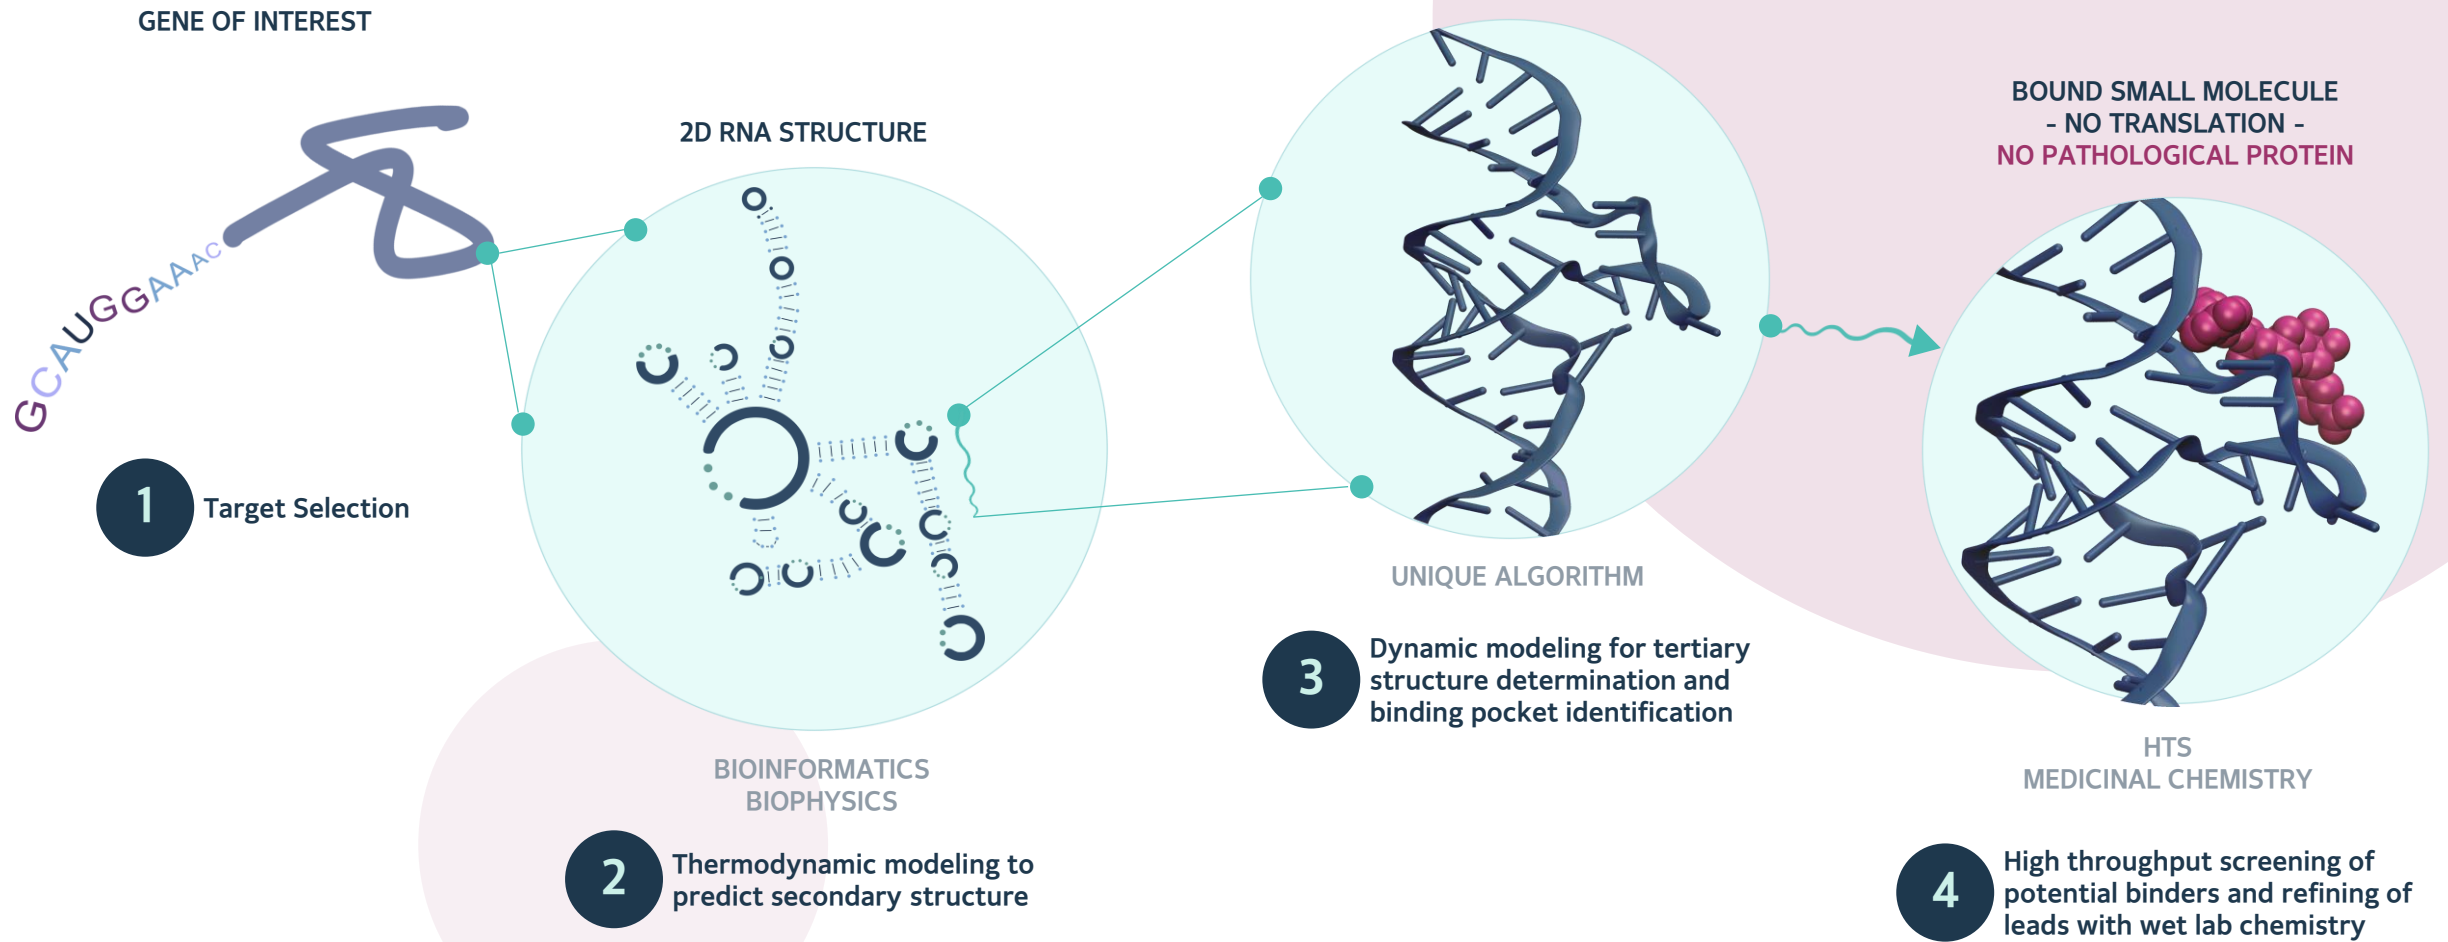 GENE OF INTEREST
GCAUGGAAAAC
1
Target Selection
2D RNA STRUCTURE
BIOINFORMATICS
BIOPHYSICS
2
Thermodynamic modeling to
predict secondary structure
UNIQUE ALGORITHM
3
Dynamic modeling for tertiary
structure determination and
binding pocket identification
BOUND SMALL MOLECULE
- NO TRANSLATION -
NO PATHOLOGICAL PROTEIN
HTS
MEDICINAL CHEMISTRY
4
High throughput screening of
potential binders and refining of
leads with wet lab chemistry